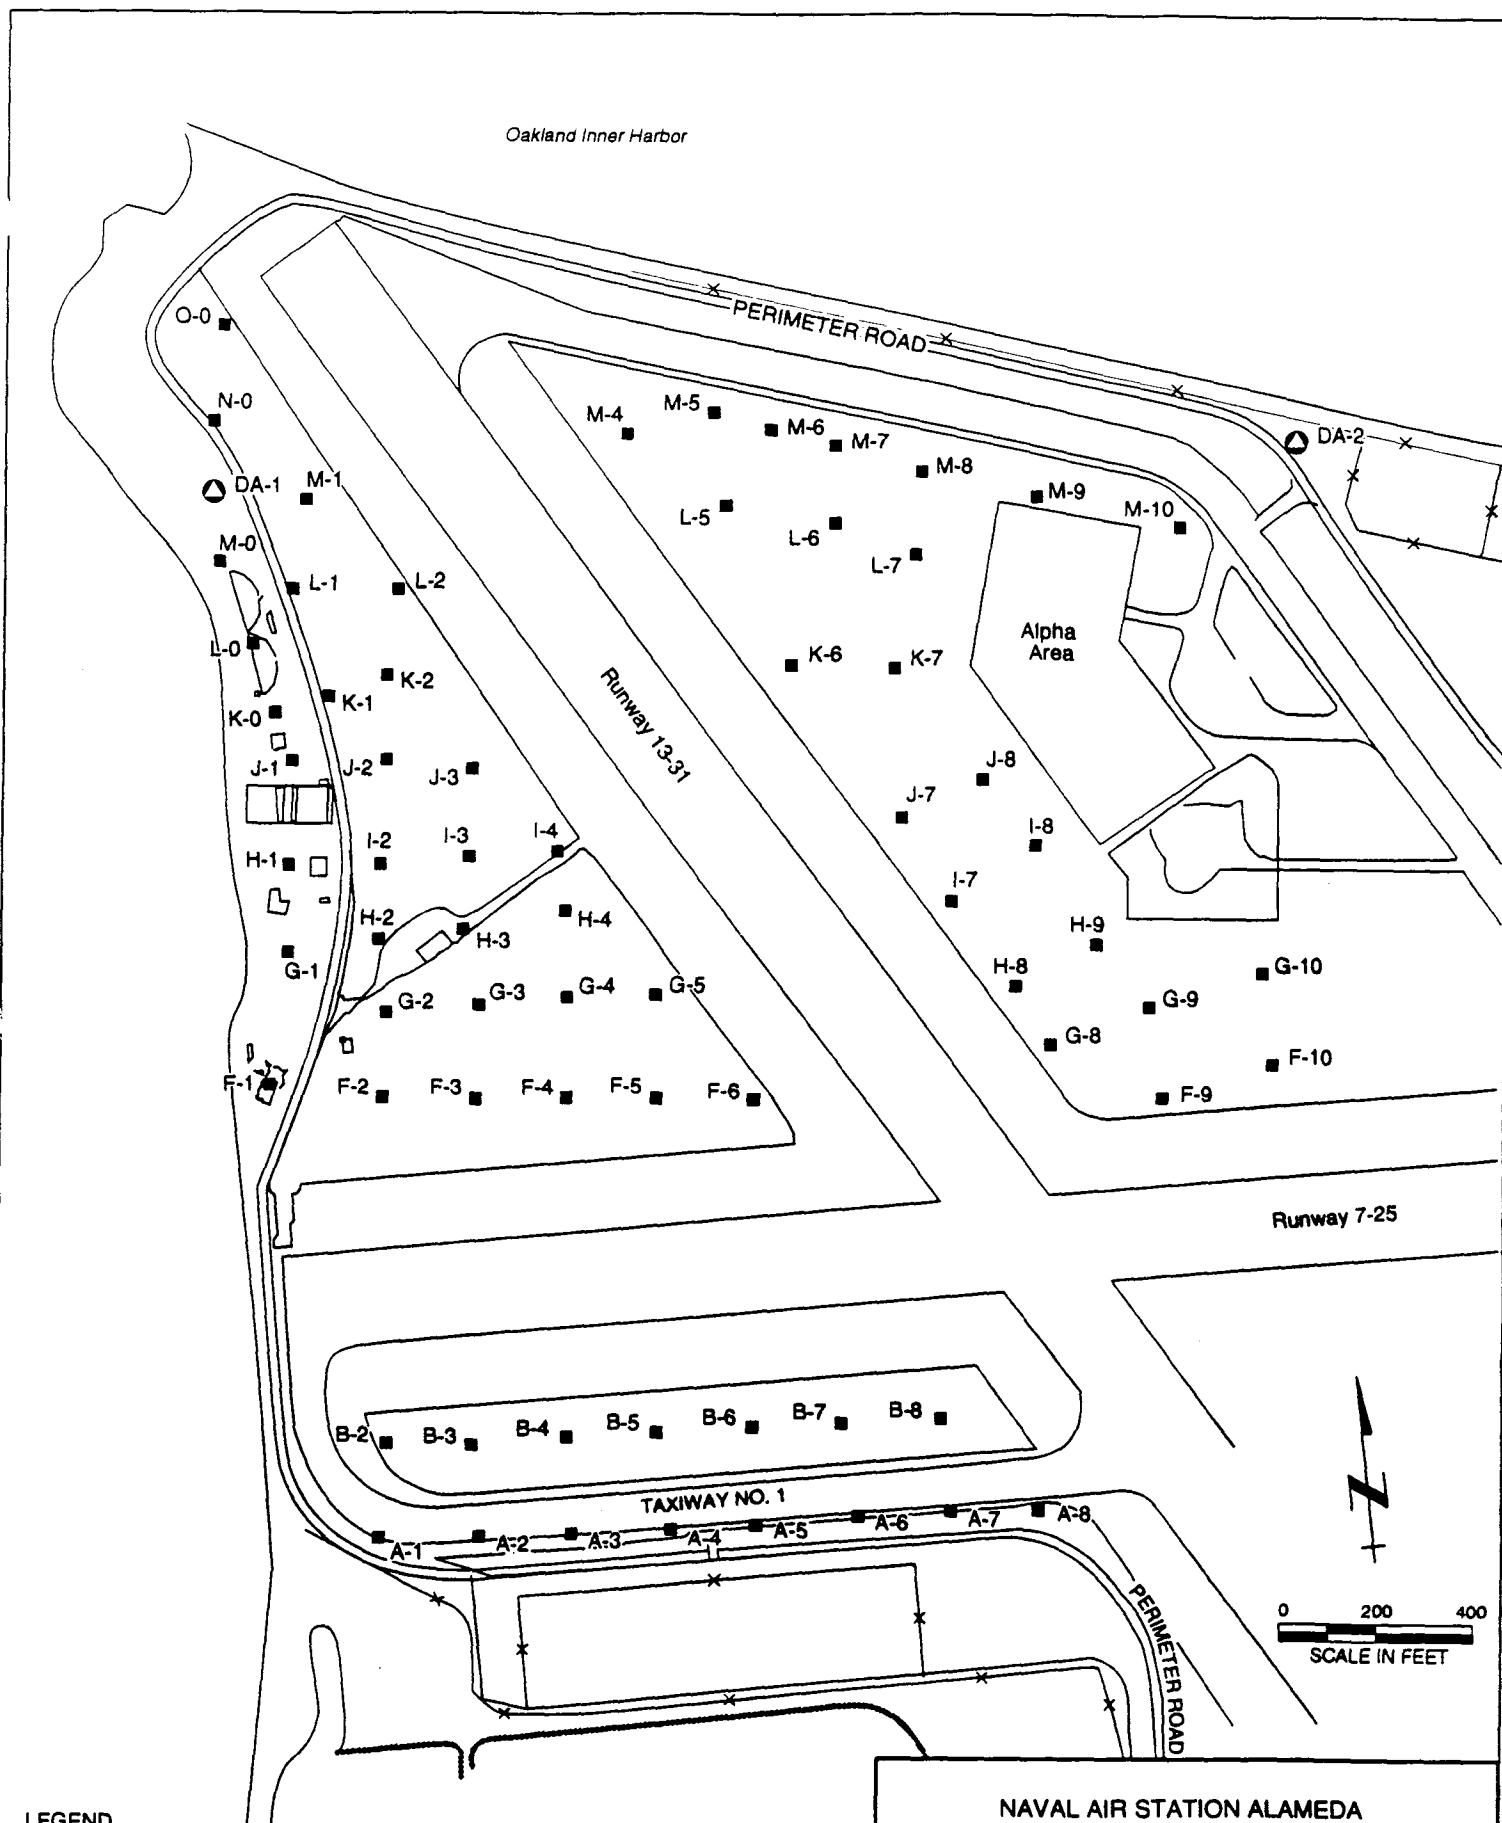 Oakland Inner Harbor
PERIMETER ROAD
O-0
N-0
DA-1
M-1
M-0
L-1
L-2
L-0
K-2
K-1
K-0
J-1
J-2
J-3
I-2
I-3
I-4
H-1
H-2
H-3
H-4
G-1
G-2
G-3
G-4
G-5
F-1
F-2
F-3
F-4
F-5
F-6
M-4
M-5
M-6
M-7
M-8
M-9
M-10
DA-2
L-5
L-6
L-7
K-6
K-7
Alpha
Area
Runway 13-31
J-8
J-7
I-8
I-7
H-9
H-8
G-10
G-9
G-8
F-10
F-9
Runway 7-25
B-2
B-3
B-4
B-5
B-6
B-7
B-8
TAXIWAY NO. 1
A-1
A-2
A-3
A-4
A-5
A-6
A-7
A-8
PERIMETER ROAD
N
0 200 400
SCALE IN FEET
LEGEND
NAVAL AIR STATION ALAMEDA